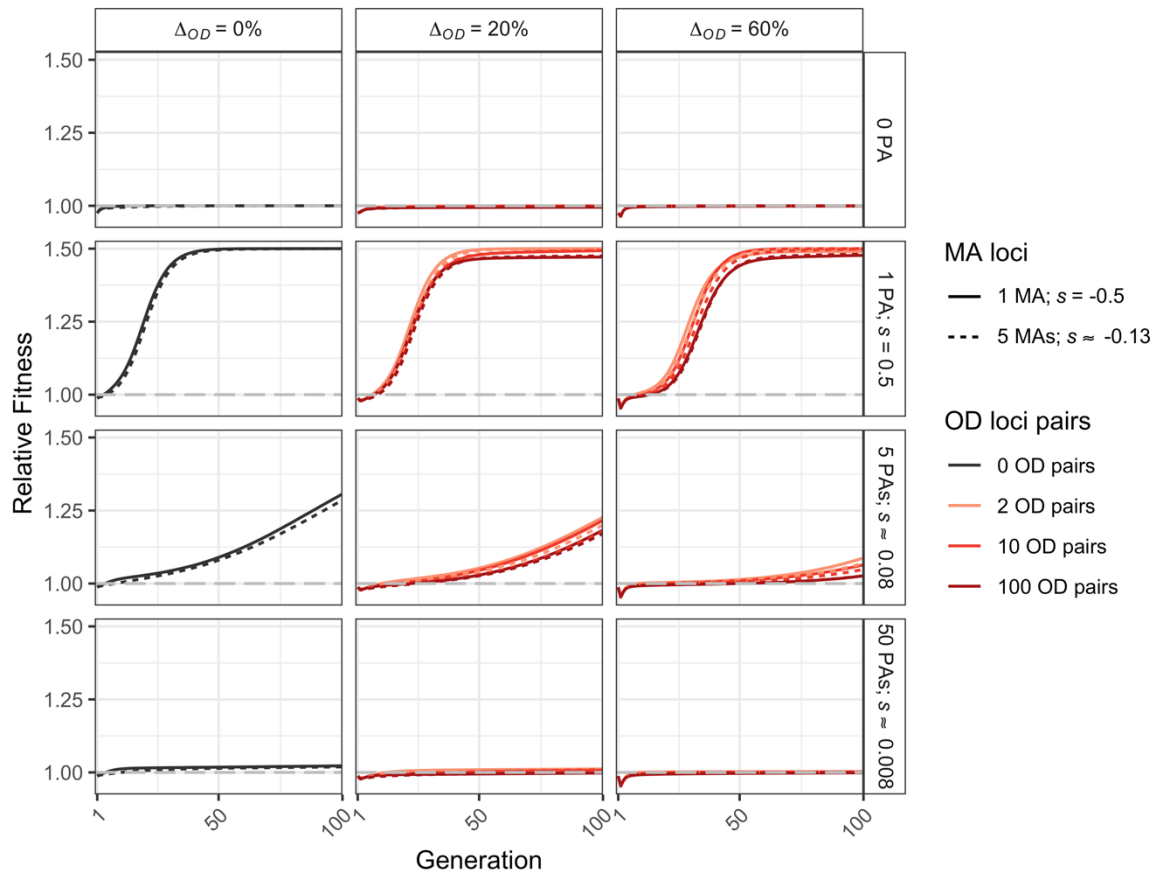 Δ_OD = 0%
Δ_OD = 20%
Δ_OD = 60%
1.50
1.25
1.00
0 PA
1.50
1.25
1.00
1 PA; s = 0.5
1.50
1.25
1.00
5 PAs; s ≈ 0.08
1.50
1.25
1.00
50 PAs; s ≈ 0.008
1
50
100
1
50
100
1
50
100
Relative Fitness
Generation
MA loci
1 MA; s = -0.5
5 MAs; s ≈ -0.13
OD loci pairs
0 OD pairs
2 OD pairs
10 OD pairs
100 OD pairs